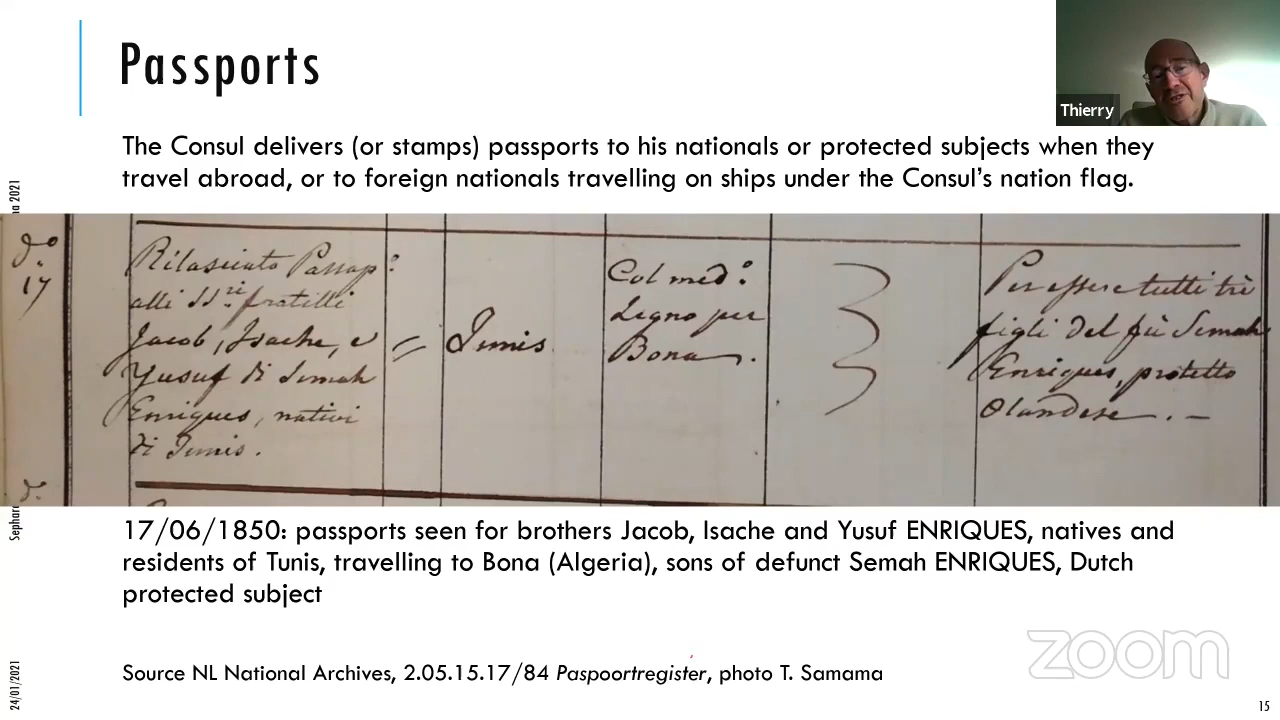 Passports
Thierry
The Consul delivers (or stamps) passports to his nationals or protected subjects when they
travel abroad, or to foreign nationals travelling on ships under the Consul's nation flag.
na 2021
d.o
17
Rilasciato Passap.o
alli SS.ri fratelli
Jacob, Isache, e
Yusuf di Semah
Enriques, nativi
di Tunis.
=
Tunis
Col med.o
Legno per
Bona.
Per essere tutti trè
figli del fù Semah
Enriques, protetto
Olandese. –
d.o
Sephar
17/06/1850: passports seen for brothers Jacob, Isache and Yusuf ENRIQUES, natives and
residents of Tunis, travelling to Bona (Algeria), sons of defunct Semah ENRIQUES, Dutch
protected subject
zoom
Source NL National Archives, 2.05.15.17/84 Paspoortregister, photo T. Samama
24/01/2021
15